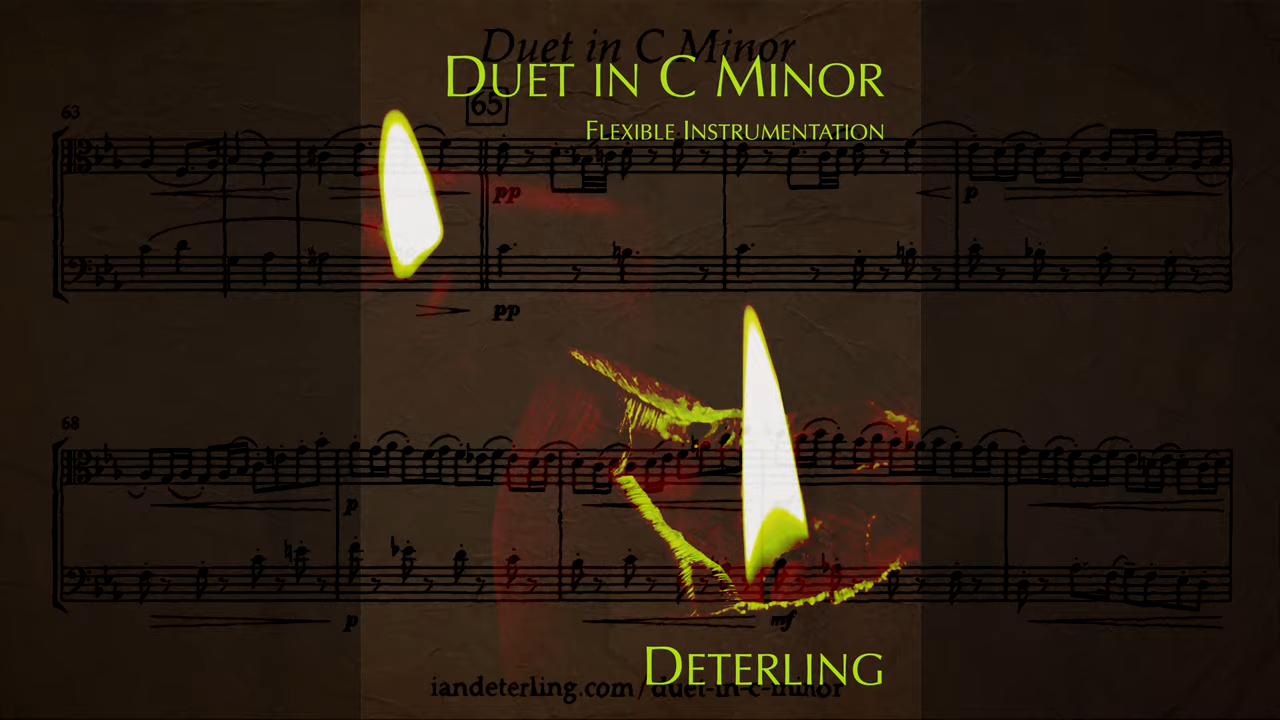 Duet in C Minor
Duet in C Minor
65
Flexible Instrumentation
63
pp
p
pp
68
p
p
mf
Deterling
iandeterling.com/duet-in-c-minor